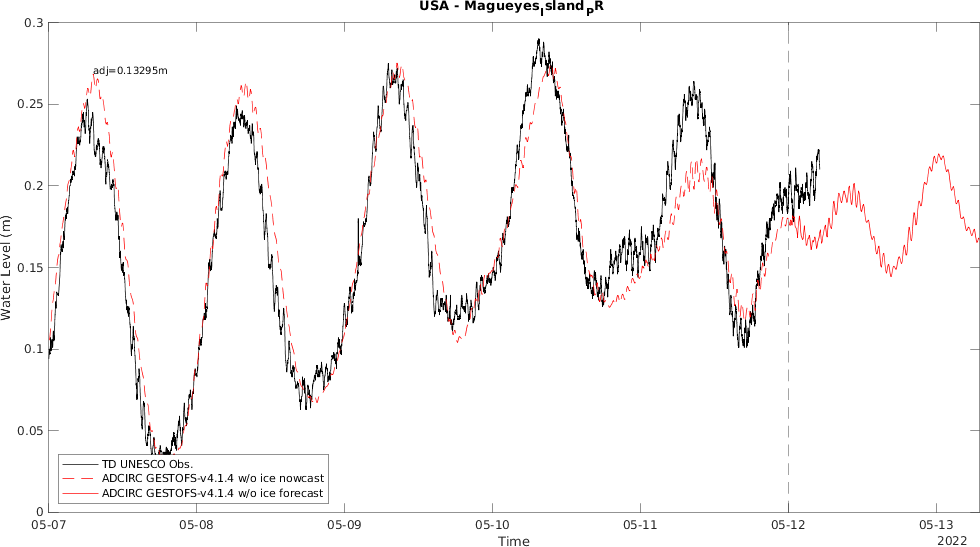 USA - Magueyes_Island_PR
0.3
adj=0.13295m
0.25
0.2
0.15
0.1
0.05
0
Water Level (m)
TD UNESCO Obs.
ADCIRC GESTOFS-v4.1.4 w/o ice nowcast
ADCIRC GESTOFS-v4.1.4 w/o ice forecast
05-07 05-08 05-09 05-10 05-11 05-12 05-13
Time
2022